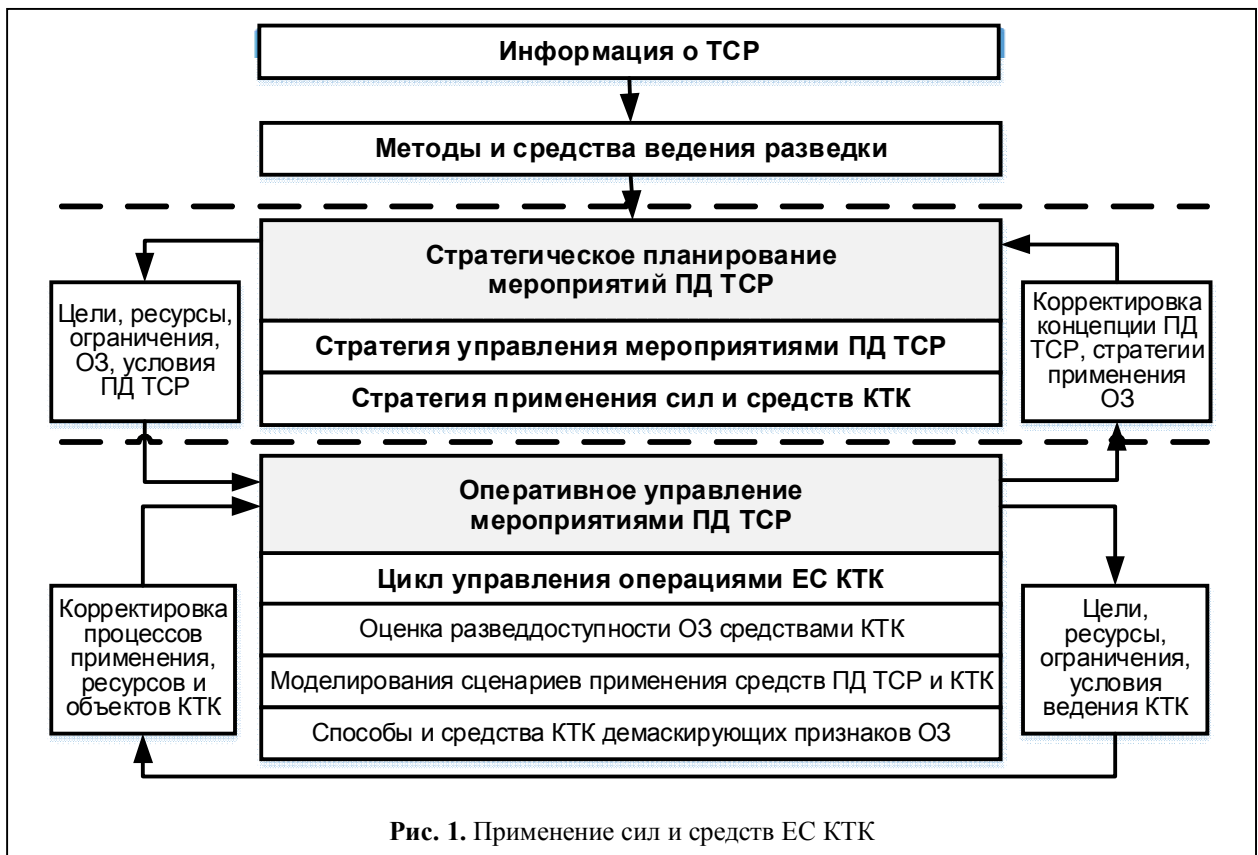 Информация о ТСР
Методы и средства ведения разведки
Стратегическое планирование
мероприятий ПД ТСР
Стратегия управления мероприятиями ПД ТСР
Стратегия применения сил и средств КТК
Цели, ресурсы,
ограничения,
ОЗ, условия
ПД ТСР
Корректировка
концепции ПД
ТСР, стратегии
применения
ОЗ
Оперативное управление
мероприятиями ПД ТСР
Цикл управления операциями ЕС КТК
Оценка разведдоступности ОЗ средствами КТК
Моделирования сценариев применения средств ПД ТСР и КТК
Способы и средства КТК демаскирующих признаков ОЗ
Корректировка
процессов
применения,
ресурсов и
объектов КТК
Цели,
ресурсы,
ограничения,
условия
ведения КТК
Рис. 1. Применение сил и средств ЕС КТК